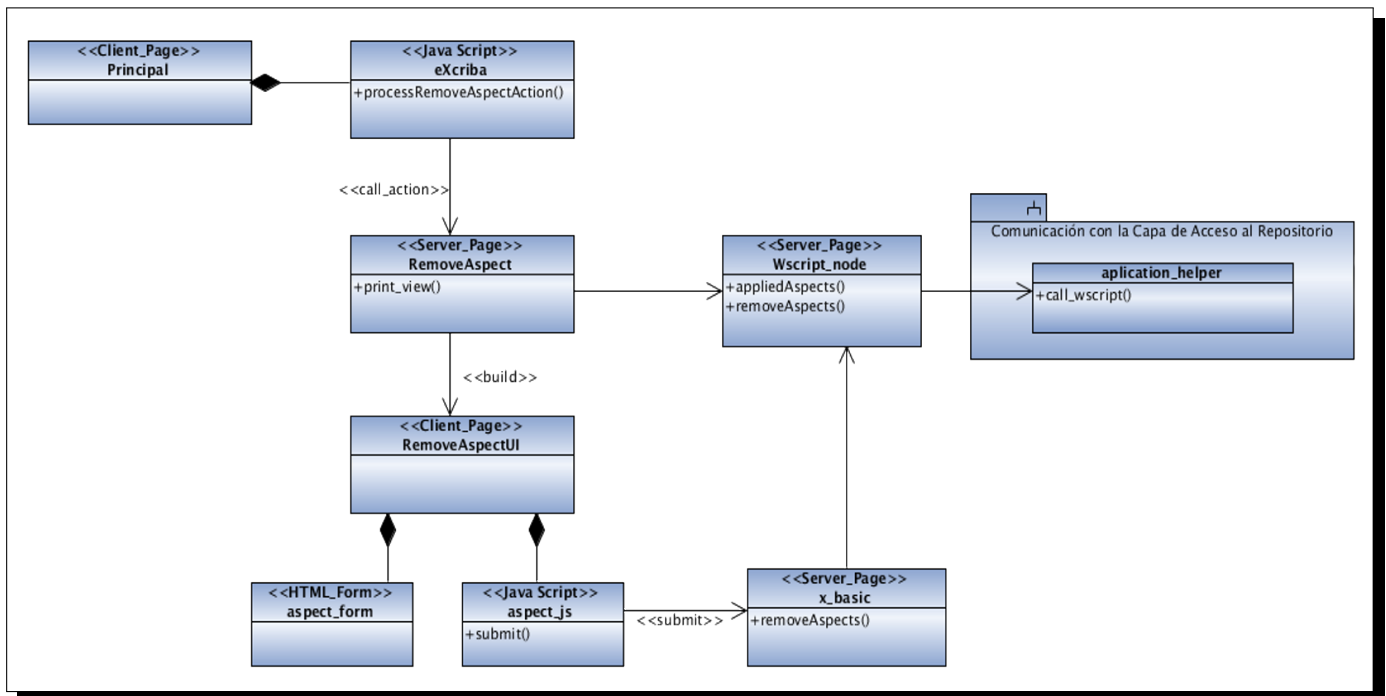 <<Client_Page>>
Principal
<<Java Script>>
eXcriba
+processRemoveAspectAction()
<<call_action>>
<<Server_Page>>
RemoveAspect
+print_view()
<<Server_Page>>
Wscript_node
+appliedAspects()
+removeAspects()
Comunicación con la Capa de Acceso al Repositorio
aplication_helper
+call_wscript()
<<build>>
<<Client_Page>>
RemoveAspectUI
<<HTML_Form>>
aspect_form
<<Java Script>>
aspect_js
+submit()
<<submit>>
<<Server_Page>>
x_basic
+removeAspects()